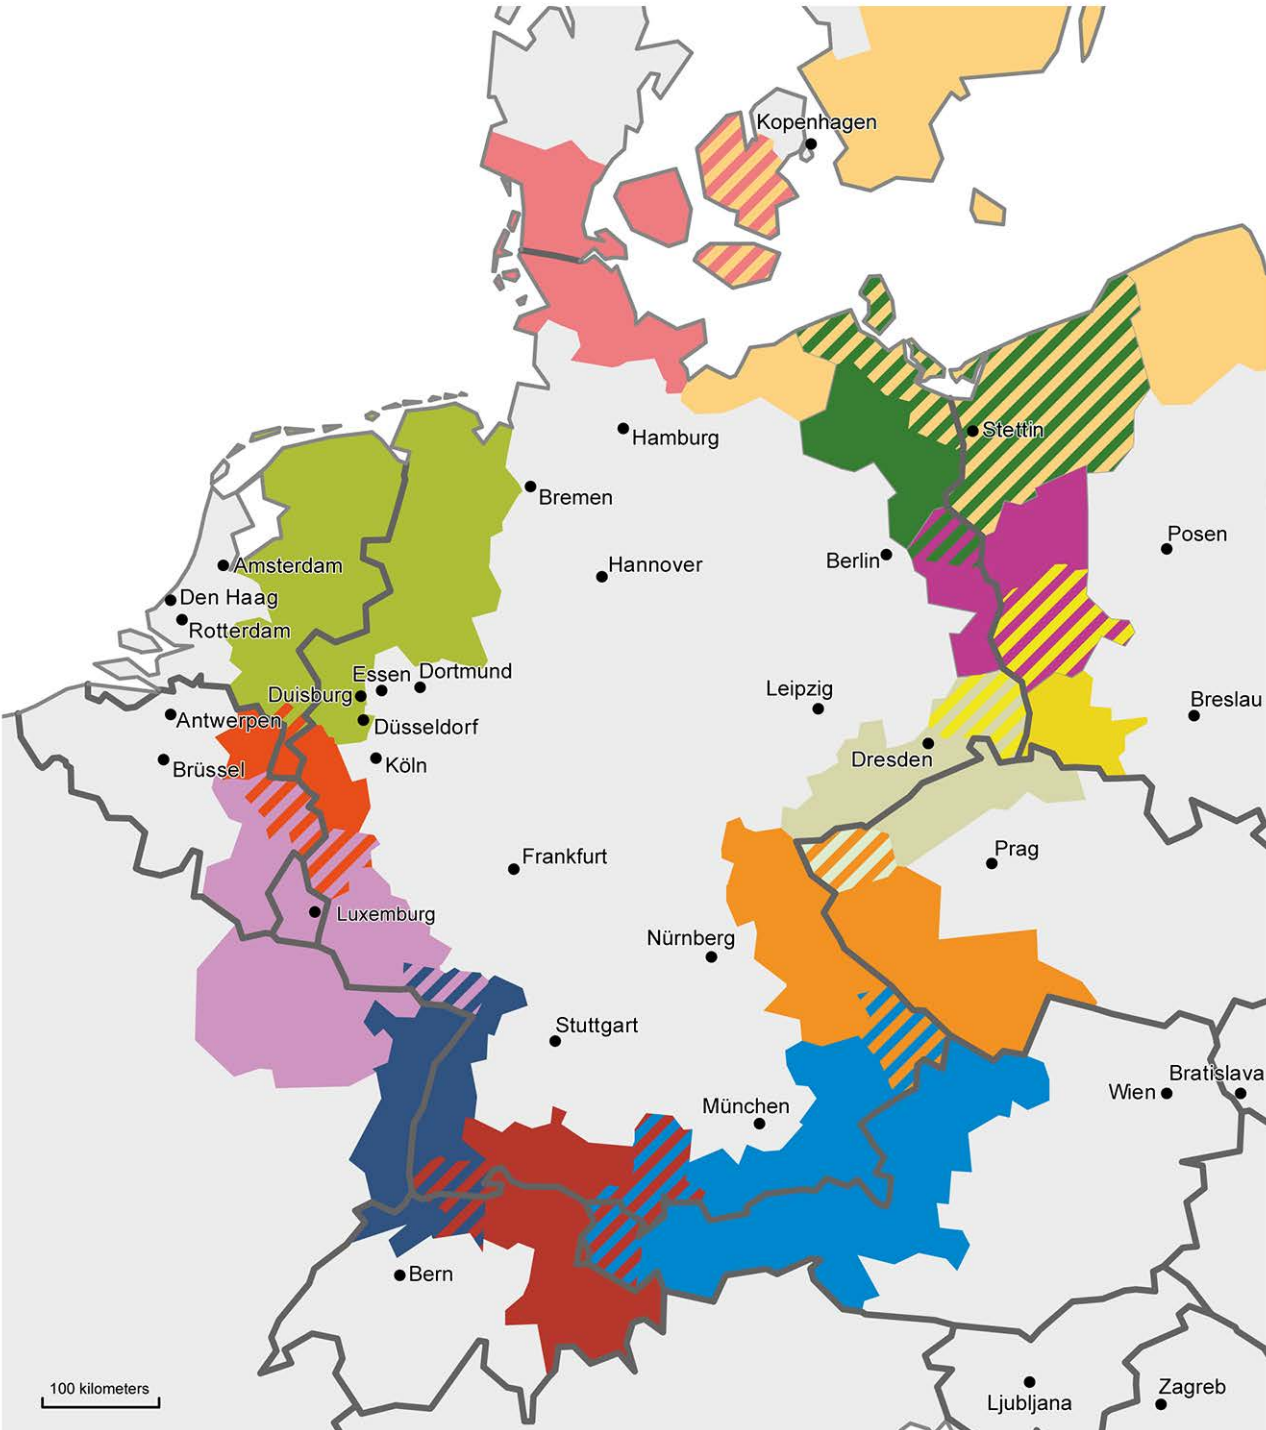 Kopenhagen
Hamburg
Stettin
Bremen
Posen
Amsterdam
Hannover
Berlin
Den Haag
Rotterdam
Essen
Dortmund
Duisburg
Leipzig
Breslau
Antwerpen
Düsseldorf
Brüssel
Köln
Dresden
Frankfurt
Prag
Luxemburg
Nürnberg
Stuttgart
München
Wien
Bratislava
Bern
100 kilometers
Ljubljana
Zagreb